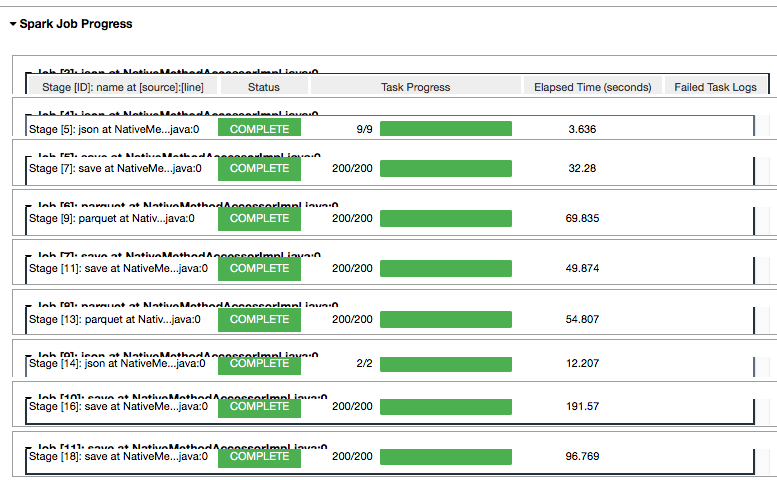 Spark Job Progress
Job [3]: json at NativeMethodAccessorImpl.java:0
Stage [ID]: name at [source]:[line] Status Task Progress Elapsed Time (seconds) Failed Task Logs
Job [4]: json at NativeMethodAccessorImpl.java:0
Stage [5]: json at NativeMe...java:0 COMPLETE 9/9 3.636
Job [5]: save at NativeMethodAccessorImpl.java:0
Stage [7]: save at NativeMe...java:0 COMPLETE 200/200 32.28
Job [6]: parquet at NativeMethodAccessorImpl.java:0
Stage [9]: parquet at Nativ...java:0 COMPLETE 200/200 69.835
Job [7]: save at NativeMethodAccessorImpl.java:0
Stage [11]: save at NativeMe...java:0 COMPLETE 200/200 49.874
Job [8]: parquet at NativeMethodAccessorImpl.java:0
Stage [13]: parquet at Nativ...java:0 COMPLETE 200/200 54.807
Job [9]: json at NativeMethodAccessorImpl.java:0
Stage [14]: json at NativeMe...java:0 COMPLETE 2/2 12.207
Job [10]: save at NativeMethodAccessorImpl.java:0
Stage [16]: save at NativeMe...java:0 COMPLETE 200/200 191.57
Job [11]: save at NativeMethodAccessorImpl.java:0
Stage [18]: save at NativeMe...java:0 COMPLETE 200/200 96.769